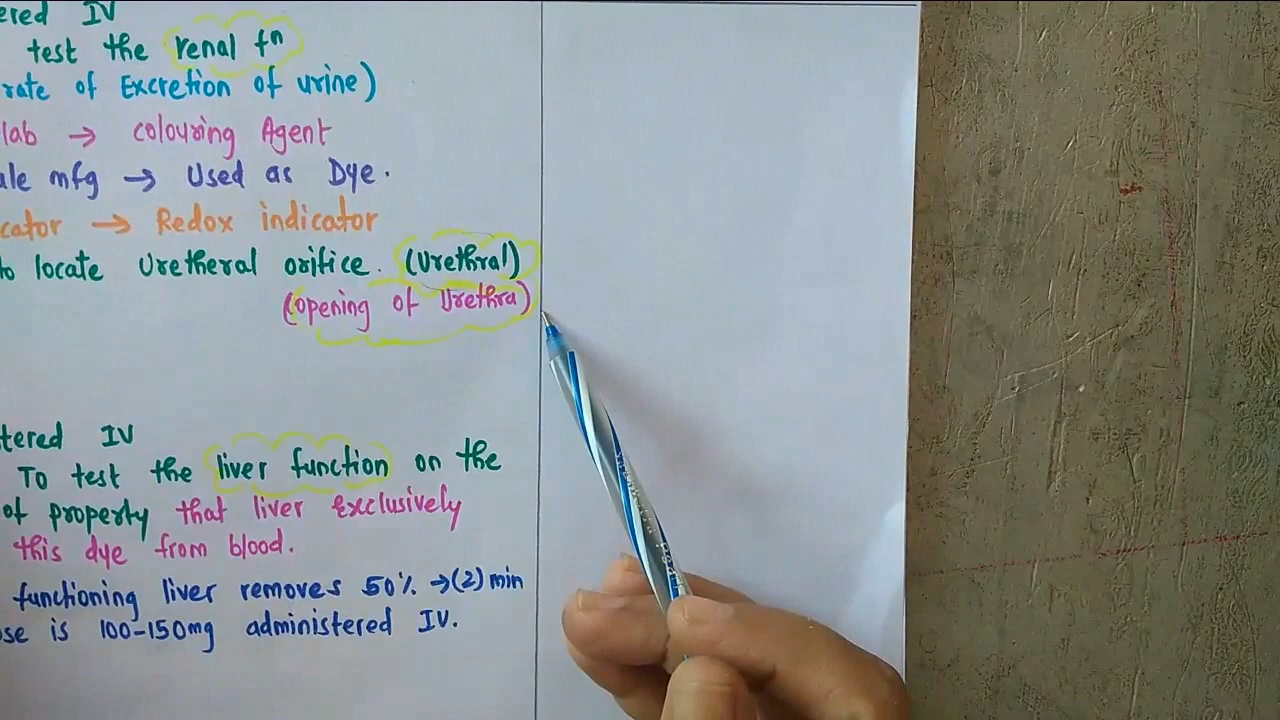 ered IV
test the renal fn
rate of Excretion of urine)
lab → colouring Agent
ule mfg → Used as Dye.
cator → Redox indicator
to locate Uretheral orifice. (Urethral)
(opening of Urethra)
tered IV
To test the liver function on the
of property that liver Exclusively
this dye from blood.
functioning liver removes 50% →(2) min
ose is 100-150mg administered IV.